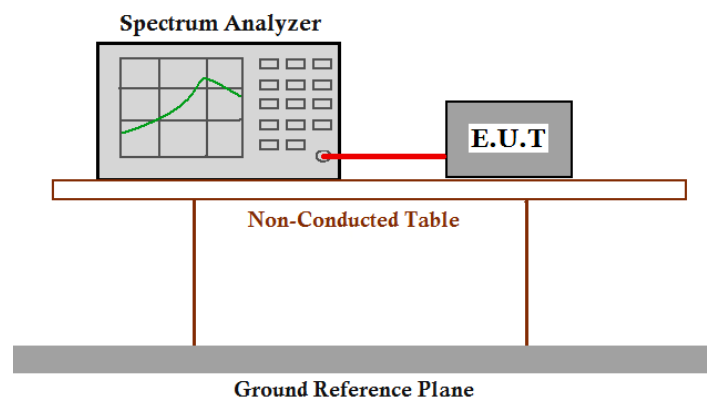 Spectrum Analyzer
E.U.T
Non-Conducted Table
Ground Reference Plane